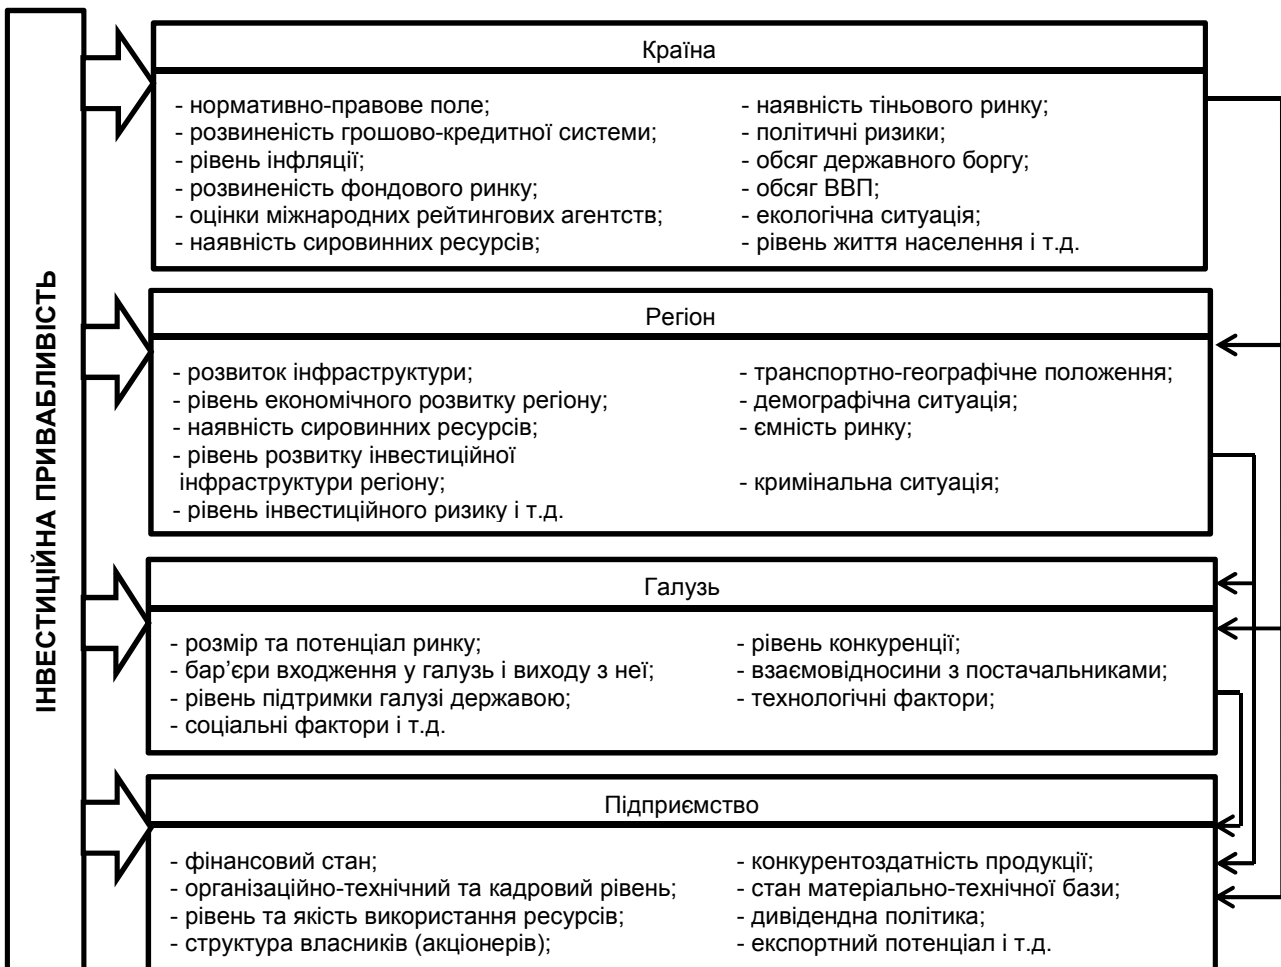 ІНВЕСТИЦІЙНА ПРИВАБЛИВІСТЬ
Країна
- нормативно-правове поле;
- розвиненість грошово-кредитної системи;
- рівень інфляції;
- розвиненість фондового ринку;
- оцінки міжнародних рейтингових агентств;
- наявність сировинних ресурсів;
- наявність тіньового ринку;
- політичні ризики;
- обсяг державного боргу;
- обсяг ВВП;
- екологічна ситуація;
- рівень життя населення і т.д.
Регіон
- розвиток інфраструктури;
- рівень економічного розвитку регіону;
- наявність сировинних ресурсів;
- рівень розвитку інвестиційної
інфраструктури регіону;
- рівень інвестиційного ризику і т.д.
- транспортно-географічне положення;
- демографічна ситуація;
- ємність ринку;
- кримінальна ситуація;
Галузь
- розмір та потенціал ринку;
- бар’єри входження у галузь і виходу з неї;
- рівень підтримки галузі державою;
- соціальні фактори і т.д.
- рівень конкуренції;
- взаємовідносини з постачальниками;
- технологічні фактори;
Підприємство
- фінансовий стан;
- організаційно-технічний та кадровий рівень;
- рівень та якість використання ресурсів;
- структура власників (акціонерів);
- конкурентоздатність продукції;
- стан матеріально-технічної бази;
- дивідендна політика;
- експортний потенціал і т.д.